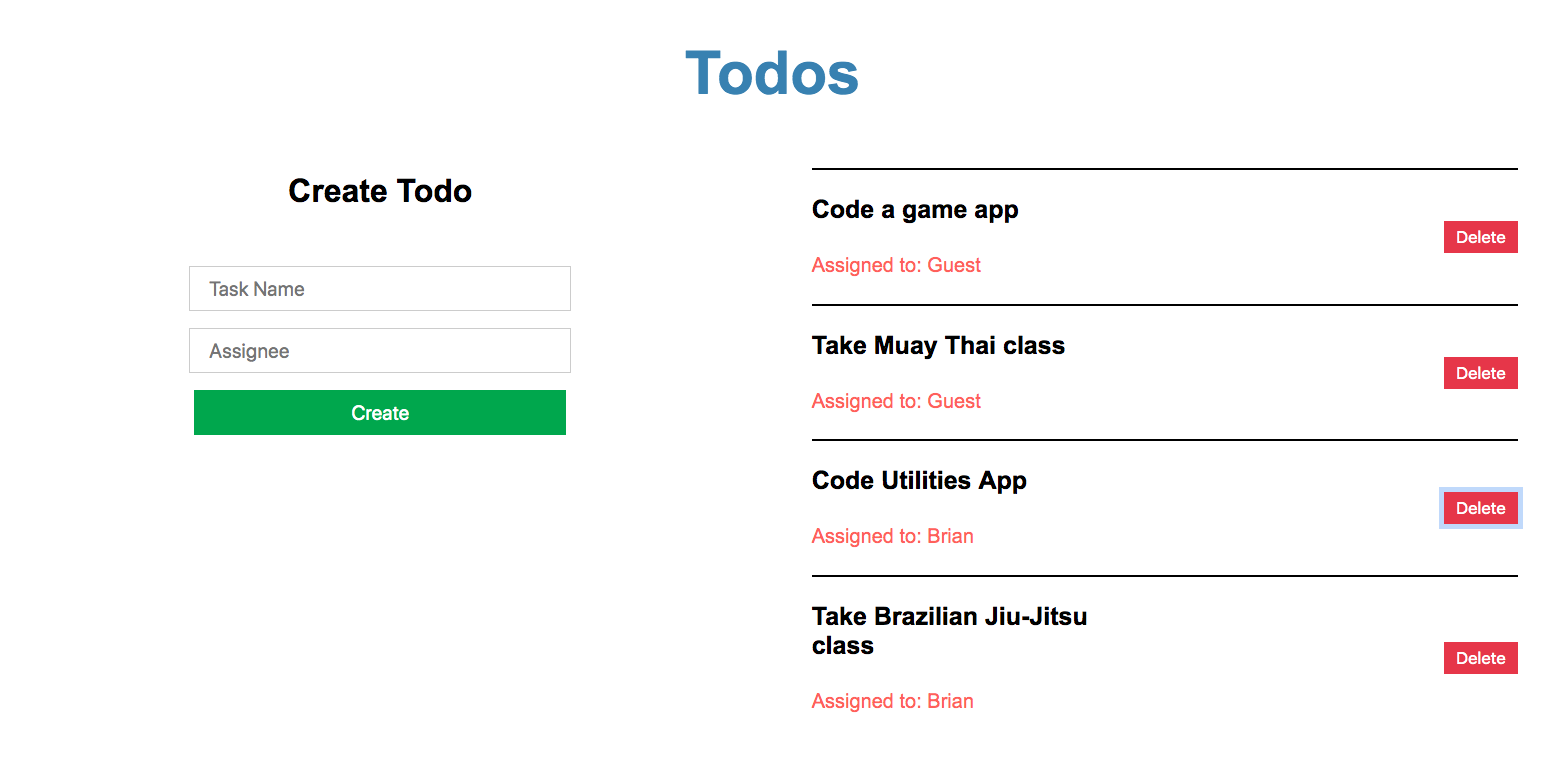 Todos
Create Todo
Task Name
Assignee
Create
Code a game app
Assigned to: Guest
Delete
Take Muay Thai class
Assigned to: Guest
Delete
Code Utilities App
Assigned to: Brian
Delete
Take Brazilian Jiu-Jitsu
class
Assigned to: Brian
Delete